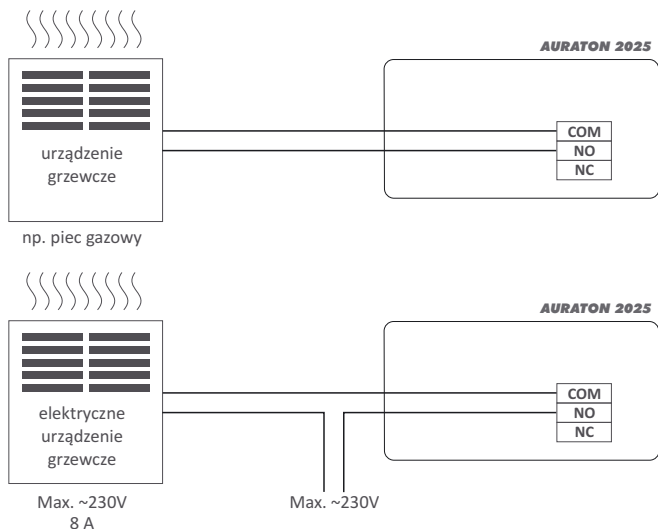 AURATON 2025
COM
NO
NC
urządzenie
grzewcze
np. piec gazowy
AURATON 2025
COM
NO
NC
elektryczne
urządzenie
grzewcze
Max. ~230V
8 A
Max. ~230V